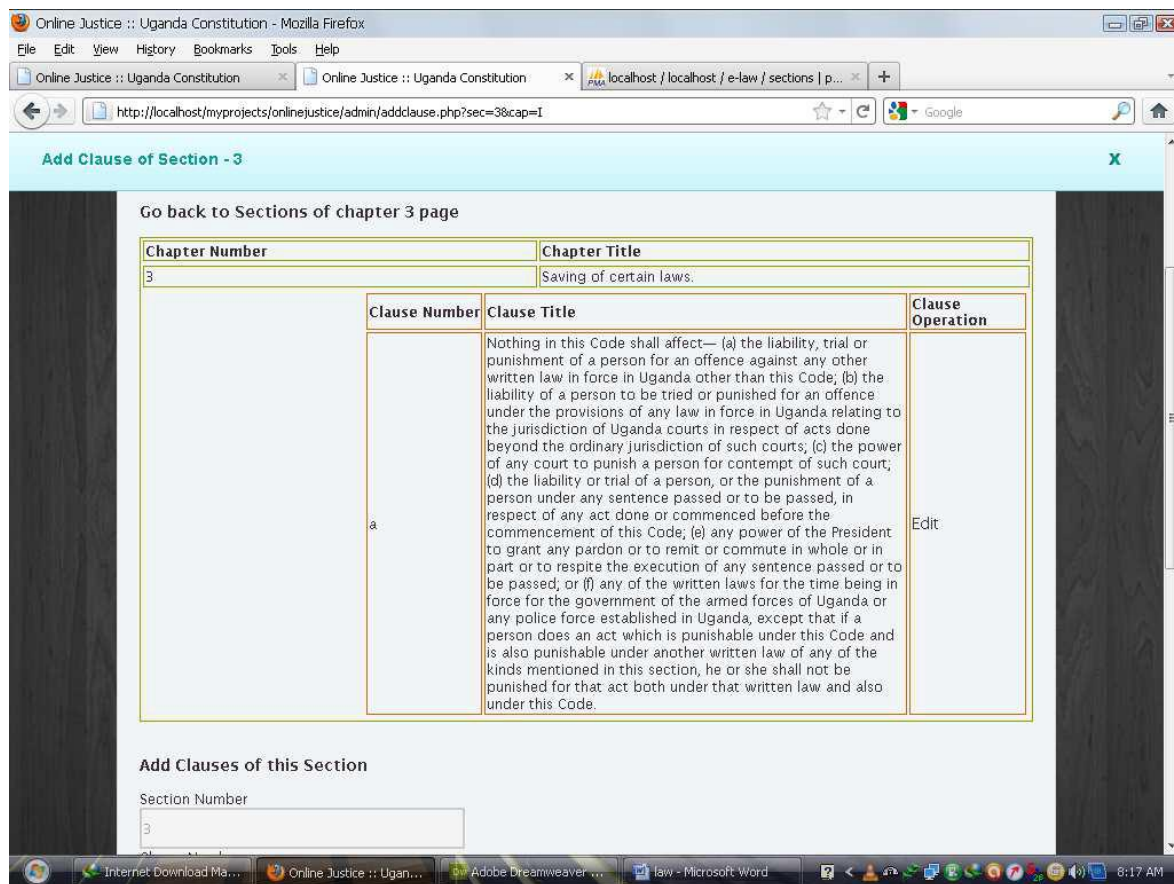 Online Justice :: Uganda Constitution - Mozilla Firefox
File Edit View History Bookmarks Tools Help
Online Justice :: Uganda Constitution
Online Justice :: Uganda Constitution
PMA localhost / localhost / e-law / sections | p...
http://localhost/myprojects/onlinejustice/admin/addclause.php?sec=3&cap=I
Google
Add Clause of Section - 3 X
Go back to Sections of chapter 3 page
Chapter Number Chapter Title
3 Saving of certain laws.
Clause Number Clause Title Clause Operation
a
Nothing in this Code shall affect— (a) the liability, trial or
punishment of a person for an offence against any other
written law in force in Uganda other than this Code; (b) the
liability of a person to be tried or punished for an offence
under the provisions of any law in force in Uganda relating to
the jurisdiction of Uganda courts in respect of acts done
beyond the ordinary jurisdiction of such courts; (c) the power
of any court to punish a person for contempt of such court;
(d) the liability or trial of a person, or the punishment of a
person under any sentence passed or to be passed, in
respect of any act done or commenced before the
commencement of this Code; (e) any power of the President
to grant any pardon or to remit or commute in whole or in
part or to respite the execution of any sentence passed or to
be passed; or (f) any of the written laws for the time being in
force for the government of the armed forces of Uganda or
any police force established in Uganda, except that if a
person does an act which is punishable under this Code and
is also punishable under another written law of any of the
kinds mentioned in this section, he or she shall not be
punished for that act both under that written law and also
under this Code.
Edit
Add Clauses of this Section
Section Number
3
Internet Download Ma... Online Justice :: Ugan... Adobe Dreamweaver ... law - Microsoft Word 8:17 AM